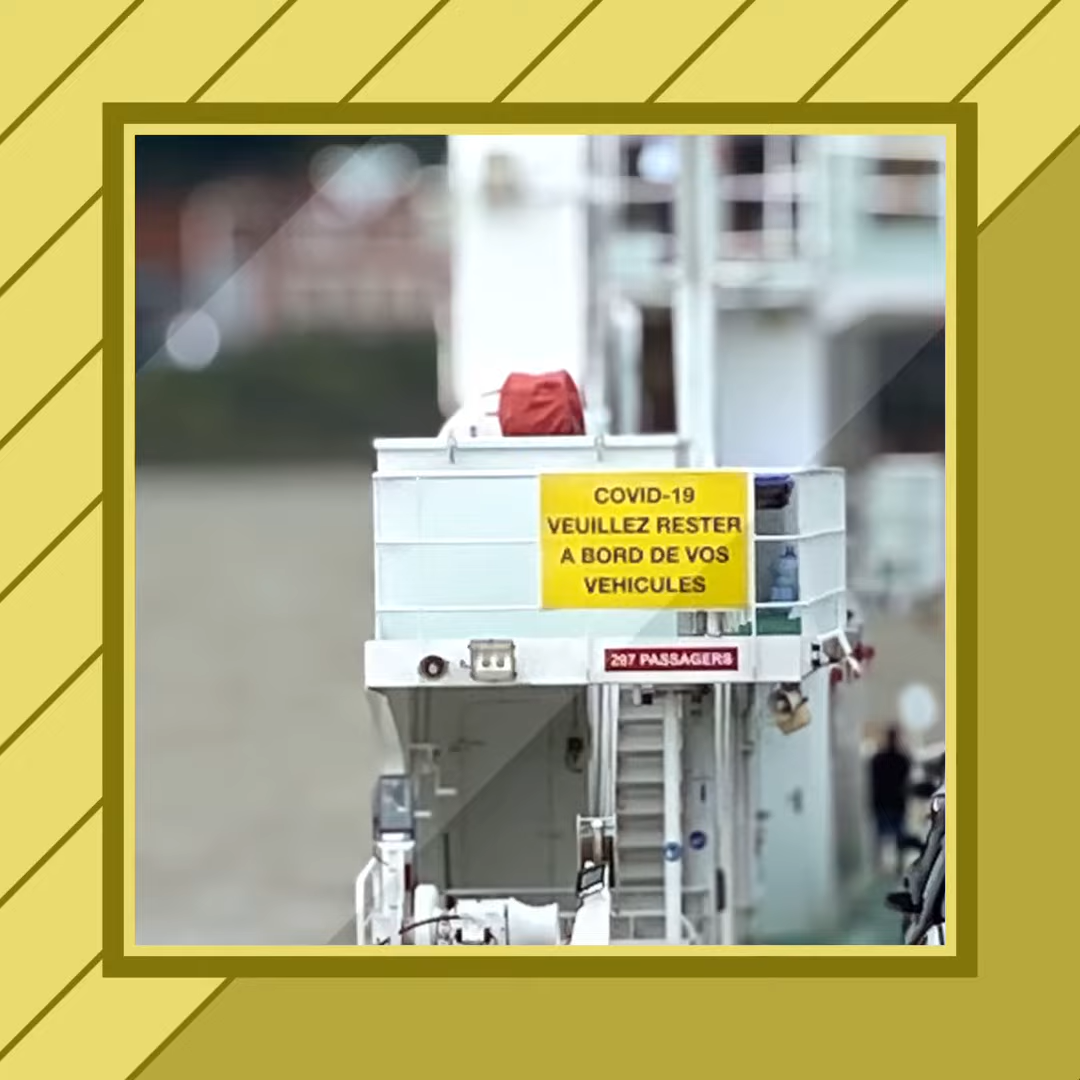 COVID-19
VEUILLEZ RESTER
A BORD DE VOS
VEHICULES
297 PASSAGERS